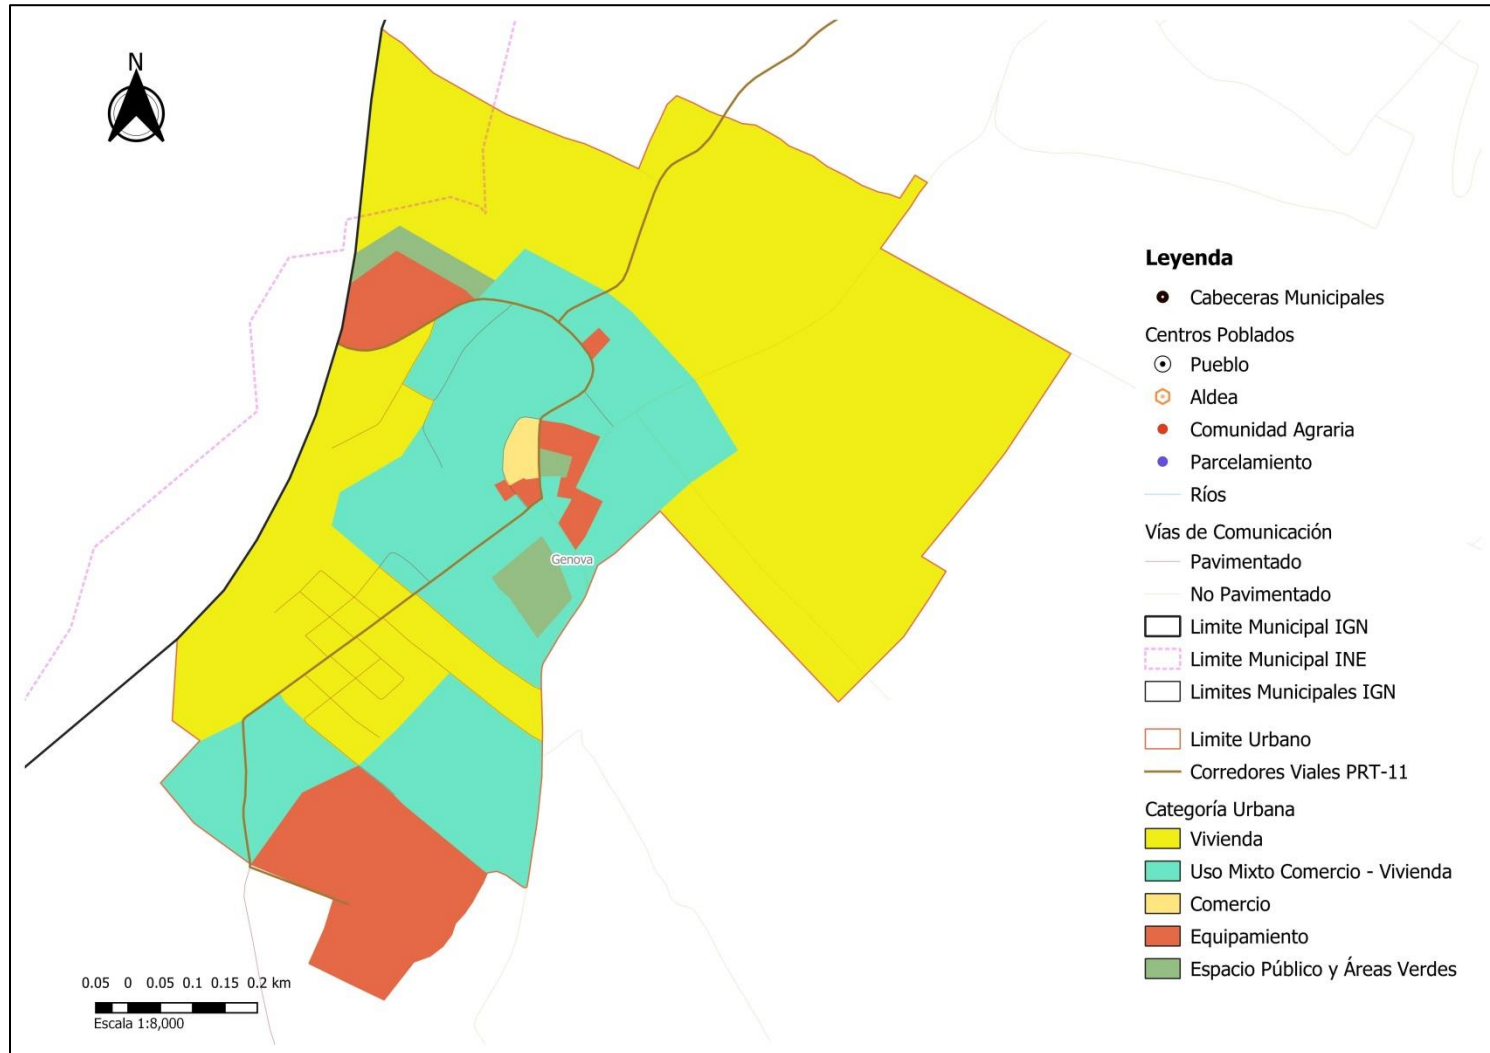 N
Leyenda
Cabeceras Municipales
Centros Poblados
Pueblo
Aldea
Comunidad Agraria
Parcelamiento
Ríos
Vías de Comunicación
Pavimentado
No Pavimentado
Limite Municipal IGN
Limite Municipal INE
Limites Municipales IGN
Limite Urbano
Corredores Viales PRT-11
Categoría Urbana
Vivienda
Uso Mixto Comercio - Vivienda
Comercio
Equipamiento
Espacio Público y Áreas Verdes
Genova
0.05 0 0.05 0.1 0.15 0.2 km
Escala 1:8,000